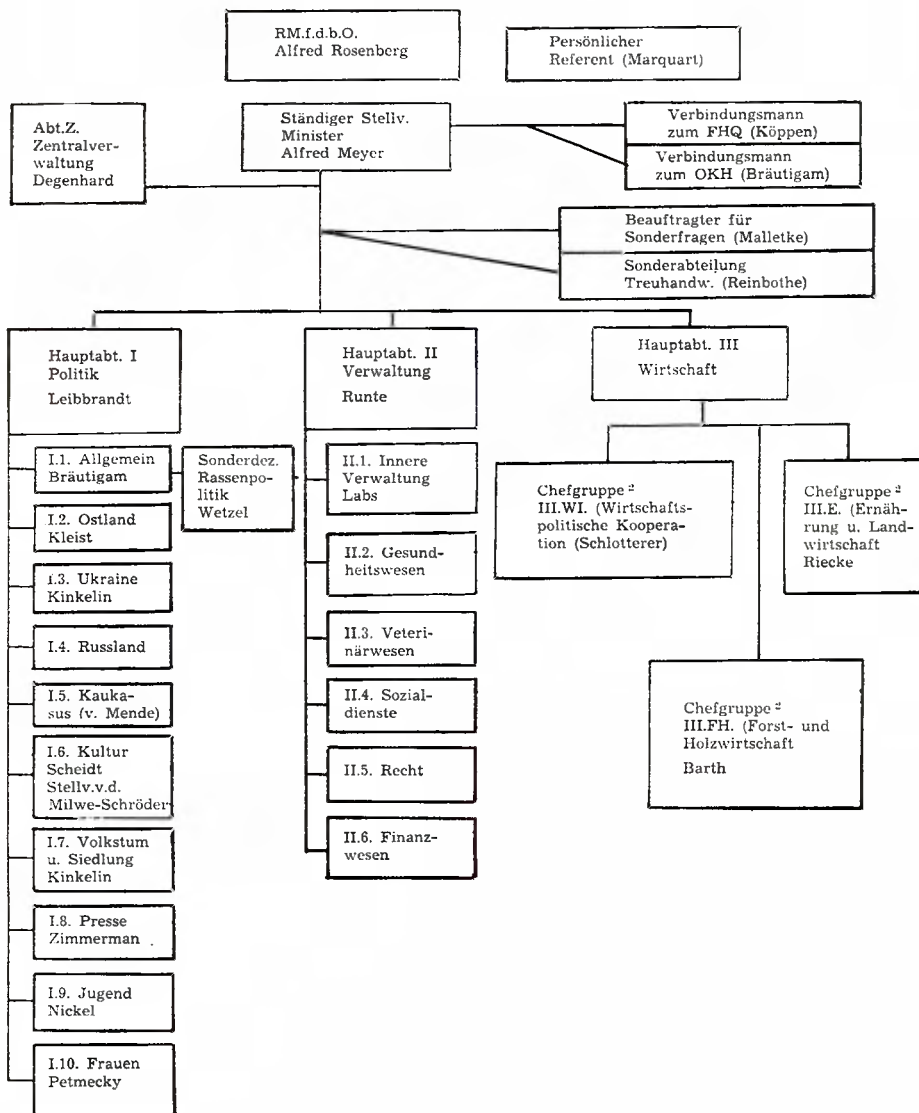 RM.f.d.b.O.
Alfred Rosenberg
Persönlicher
Referent (Marquart)
Abt.Z.
Zentralver-
waltung
Degenhard
Ständiger Stellv.
Minister
Alfred Meyer
Verbindungsmann
zum FHQ (Köppen)
Verbindungsmann
zum OKH (Bräutigam)
Beauftragter für
Sonderfragen (Malletke)
Sonderabteilung
Treuhandw. (Reinbothe)
Hauptabt. I
Politik
Leibbrandt
Hauptabt. II
Verwaltung
Runte
Hauptabt. III
Wirtschaft
I.1. Allgemein
Bräutigam
Sonderdez.
Rassenpo-
litik
Wetzel
I.2. Ostland
Kleist
I.3. Ukraine
Kinkelin
I.4. Russland
I.5. Kauka-
sus (v. Mende)
I.6. Kultur
Scheidt
Stellv.v.d.
Milwe-Schröder
I.7. Volkstum
u. Siedlung
Kinkelin
I.8. Presse
Zimmerman
I.9. Jugend
Nickel
I.10. Frauen
Petmecky
II.1. Innere
Verwaltung
Labs
II.2. Gesund-
heitswesen
II.3. Veteri-
närwesen
II.4. Sozial-
dienste
II.5. Recht
II.6. Finanz-
wesen
Chefgruppe ²
III.WI. (Wirtschafts-
politische Koopera-
tion (Schlotterer)
Chefgruppe ²
III.E. (Ernäh-
rung u. Land-
wirtschaft
Riecke
Chefgruppe ²
III.FH. (Forst- und
Holzwirtschaft
Barth